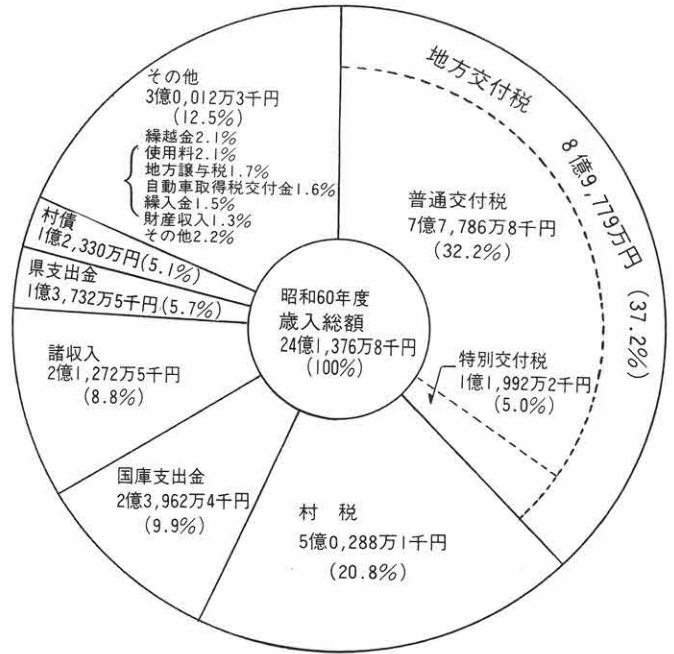 昭和60年度
歳入総額
24億1,376万8千円
(100%)
地方交付税
8億9,779万円
(37.2%)
普通交付税
7億7,786万8千円
(32.2%)
特別交付税
1億1,992万2千円
(5.0%)
村 税
5億0,288万1千円
(20.8%)
国庫支出金
2億3,962万4千円
(9.9%)
諸収入
2億1,272万5千円
(8.8%)
県支出金
1億3,732万5千円(5.7%)
村債
1億2,330万円(5.1%)
その他
3億0,012万3千円
(12.5%)
繰越金2.1%
使用料2.1%
地方譲与税1.7%
自動車取得税交付金1.6%
繰入金1.5%
財産収入1.3%
その他2.2%